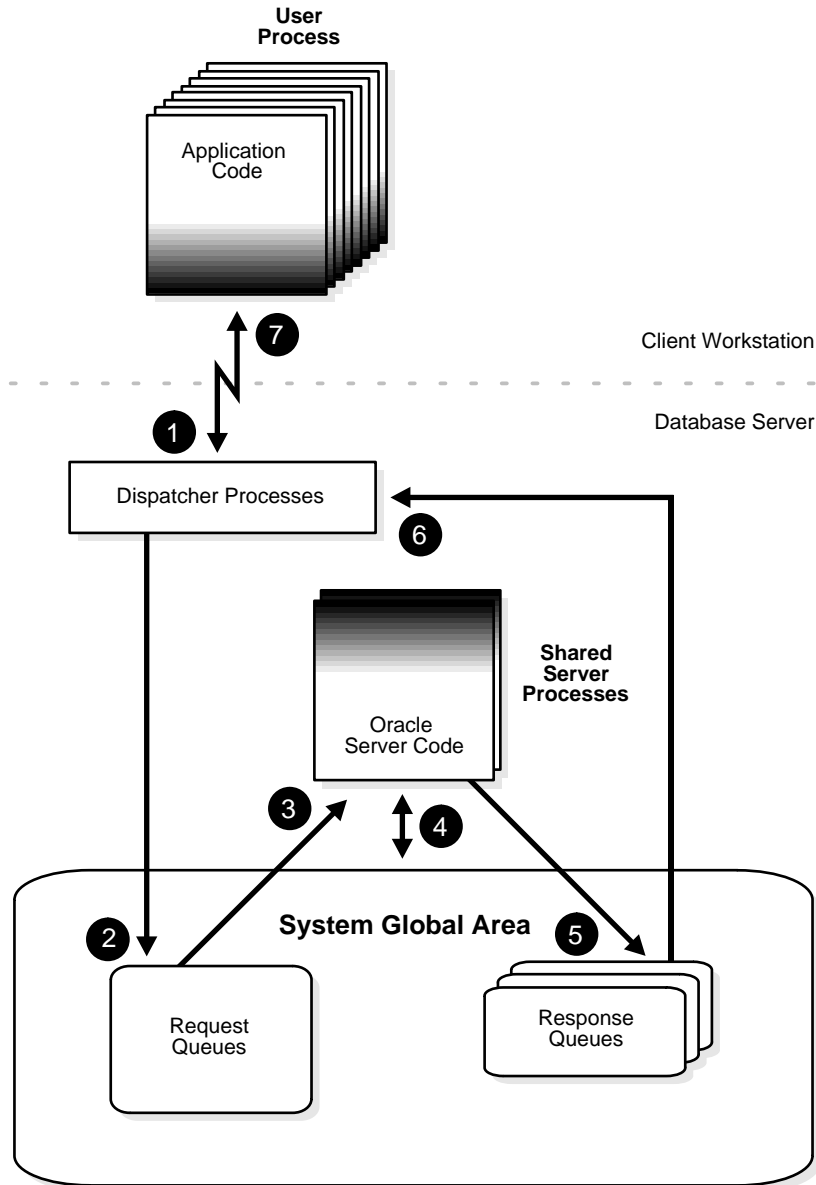 User
Process
Application
Code
7
Client Workstation
Database Server
1
Dispatcher Processes
6
Shared
Server
Processes
Oracle
Server Code
3
4
System Global Area
2
5
Request
Queues
Response
Queues